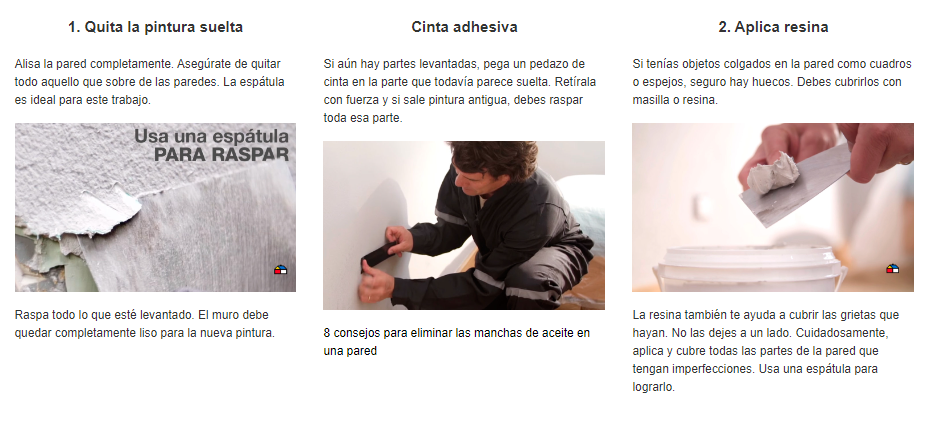 1. Quita la pintura suelta
Alisa la pared completamente. Asegúrate de quitar
todo aquello que sobre de las paredes. La espátula
es ideal para este trabajo.
Usa una espátula
PARA RASPAR
Raspa todo lo que esté levantado. El muro debe
quedar completamente liso para la nueva pintura.
Cinta adhesiva
Si aún hay partes levantadas, pega un pedazo de
cinta en la parte que todavía parece suelta. Retírala
con fuerza y si sale pintura antigua, debes raspar
toda esa parte.
8 consejos para eliminar las manchas de aceite en
una pared
2. Aplica resina
Si tenías objetos colgados en la pared como cuadros
o espejos, seguro hay huecos. Debes cubrirlos con
masilla o resina.
La resina también te ayuda a cubrir las grietas que
hayan. No las dejes a un lado. Cuidadosamente,
aplica y cubre todas las partes de la pared que
tengan imperfecciones. Usa una espátula para
lograrlo.